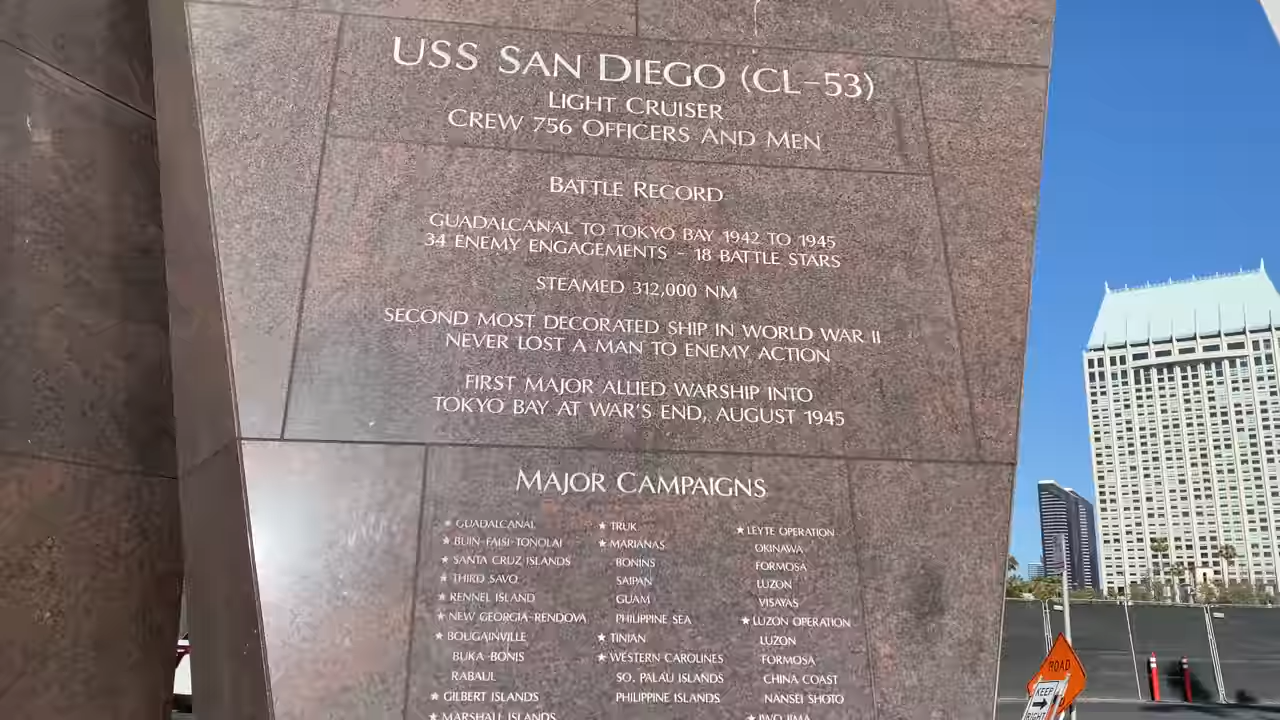 USS SAN DIEGO (CL-53)
LIGHT CRUISER
CREW 756 OFFICERS AND MEN
BATTLE RECORD
GUADALCANAL TO TOKYO BAY 1942 TO 1945
34 ENEMY ENGAGEMENTS - 18 BATTLE STARS
STEAMED 312,000 NM
SECOND MOST DECORATED SHIP IN WORLD WAR II
NEVER LOST A MAN TO ENEMY ACTION
FIRST MAJOR ALLIED WARSHIP INTO
TOKYO BAY AT WAR'S END, AUGUST 1945
MAJOR CAMPAIGNS
★ GUADALCANAL
★ BUIN-FAISI-TONOLAI
★ SANTA CRUZ ISLANDS
★ THIRD SAVO
★ RENNEL ISLAND
★ NEW GEORGIA-RENDOVA
★ BOUGAINVILLE
BUKA-BONIS
RABAUL
★ GILBERT ISLANDS
★ MARSHALL ISLANDS
★ TRUK
★ MARIANAS
BONINS
SAIPAN
GUAM
PHILIPPINE SEA
★ TINIAN
★ WESTERN CAROLINES
SO. PALAU ISLANDS
PHILIPPINE ISLANDS
★ LEYTE OPERATION
OKINAWA
FORMOSA
LUZON
VISAYAS
★ LUZON OPERATION
LUZON
FORMOSA
CHINA COAST
NANSEI SHOTO
★ IWO JIMA
ROAD
KEEP
RIGHT